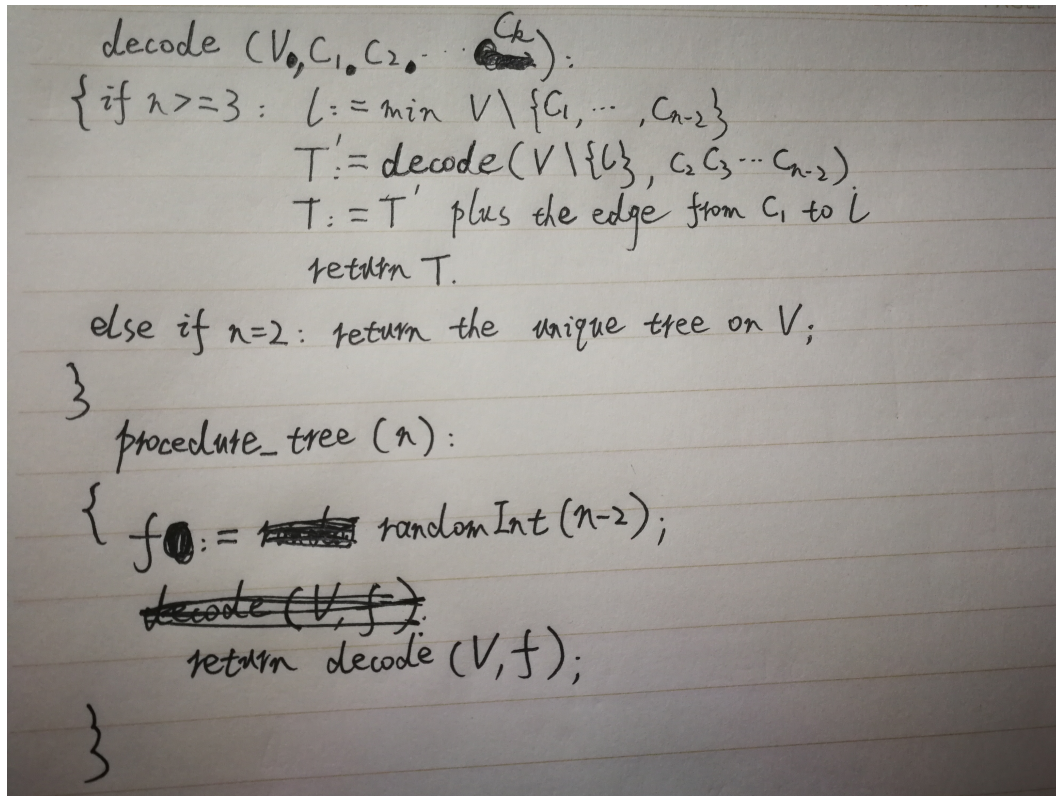 decode (V, C₁, C₂, ... Cₖ):
{ if n>=3: l := min V \ {C₁, ... , Cₙ₋₂}
T' := decode(V \ {l}, C₂ C₃ ... Cₙ₋₂)
T := T' plus the edge from C₁ to l
return T.
else if n=2: return the unique tree on V;
}
procedure_tree (n):
{ f := randomInt (n-2);
decode (V, f);
return decode (V, f);
}